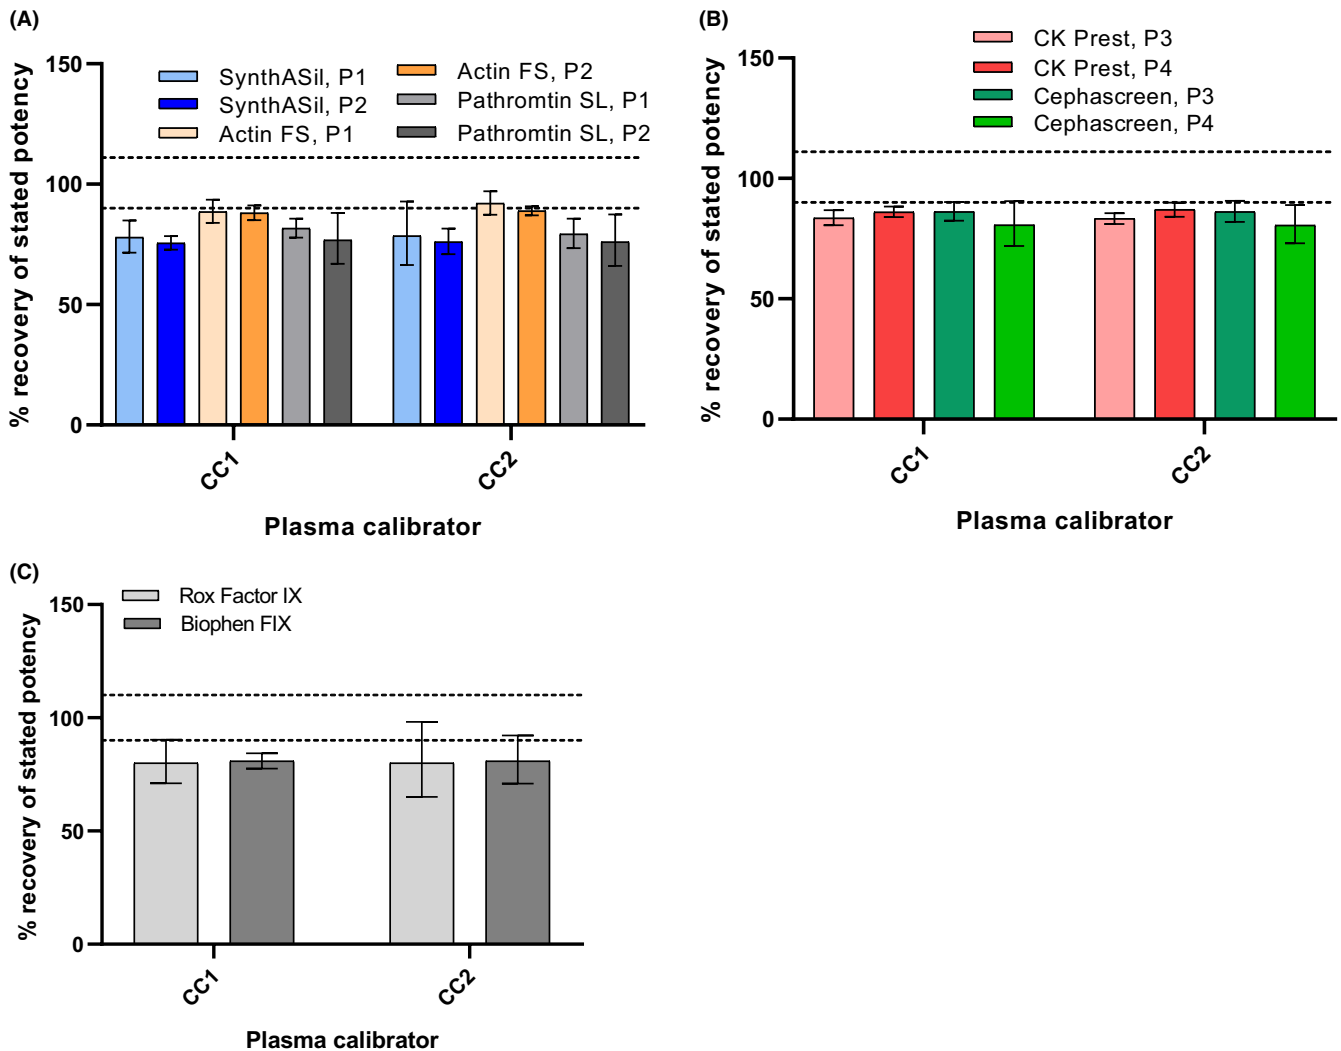 (A)
% recovery of stated potency
150
100
50
0
SynthASil, P1
SynthASil, P2
Actin FS, P1
Actin FS, P2
Pathromtin SL, P1
Pathromtin SL, P2
CC1
CC2
Plasma calibrator
(B)
% recovery of stated potency
150
100
50
0
CK Prest, P3
CK Prest, P4
Cephascreen, P3
Cephascreen, P4
CC1
CC2
Plasma calibrator
(C)
% recovery of stated potency
150
100
50
0
Rox Factor IX
Biophen FIX
CC1
CC2
Plasma calibrator